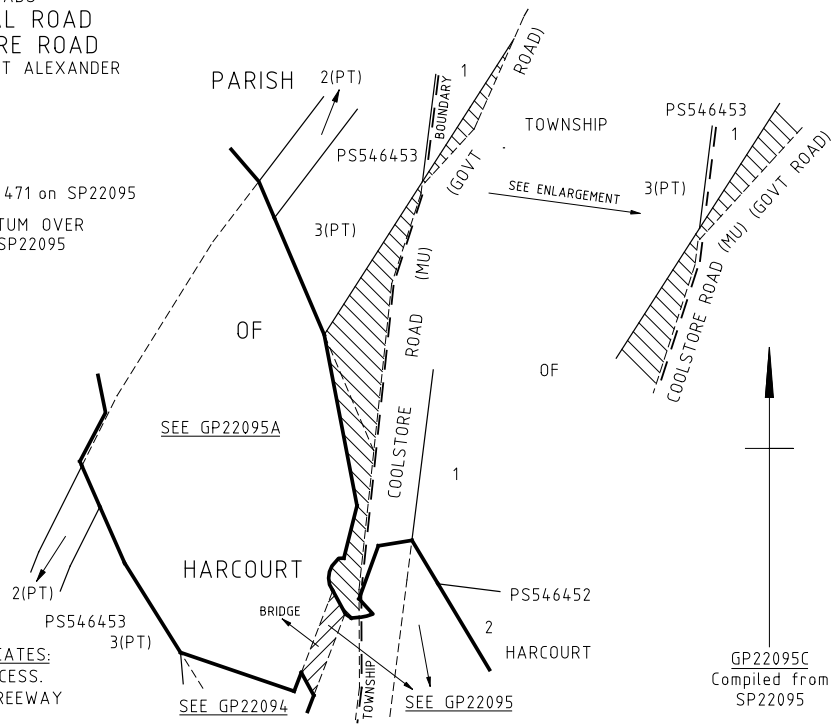 L ROAD
RE ROAD
T ALEXANDER
471 on SP22095
TUM OVER
SP22095
PARISH
2(PT)
1
BOUNDARY
ROAD)
TOWNSHIP
PS546453
(GOVT
SEE ENLARGEMENT
PS546453
1
3(PT)
3(PT)
(MU)
COOLSTORE ROAD (MU) (GOVT ROAD)
OF
ROAD
OF
SEE GP22095A
COOLSTORE
1
HARCOURT
2(PT)
PS546453
3(PT)
BRIDGE
PS546452
2
HARCOURT
CATES:
CESS.
REEWAY
SEE GP22094
TOWNSHIP
SEE GP22095
GP22095C
Compiled from
SP22095